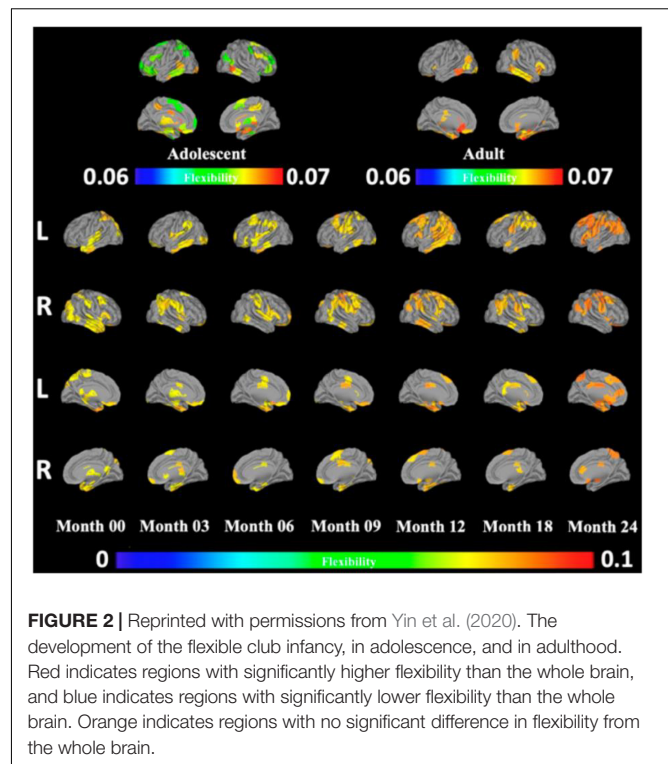 Adolescent
Adult
0.06 Flexibility 0.07
0.06 Flexibility 0.07
L
R
L
R
Month 00 Month 03 Month 06 Month 09 Month 12 Month 18 Month 24
0 Flexibility 0.1
FIGURE 2 | Reprinted with permissions from Yin et al. (2020). The
development of the flexible club infancy, in adolescence, and in adulthood.
Red indicates regions with significantly higher flexibility than the whole brain,
and blue indicates regions with significantly lower flexibility than the whole
brain. Orange indicates regions with no significant difference in flexibility from
the whole brain.